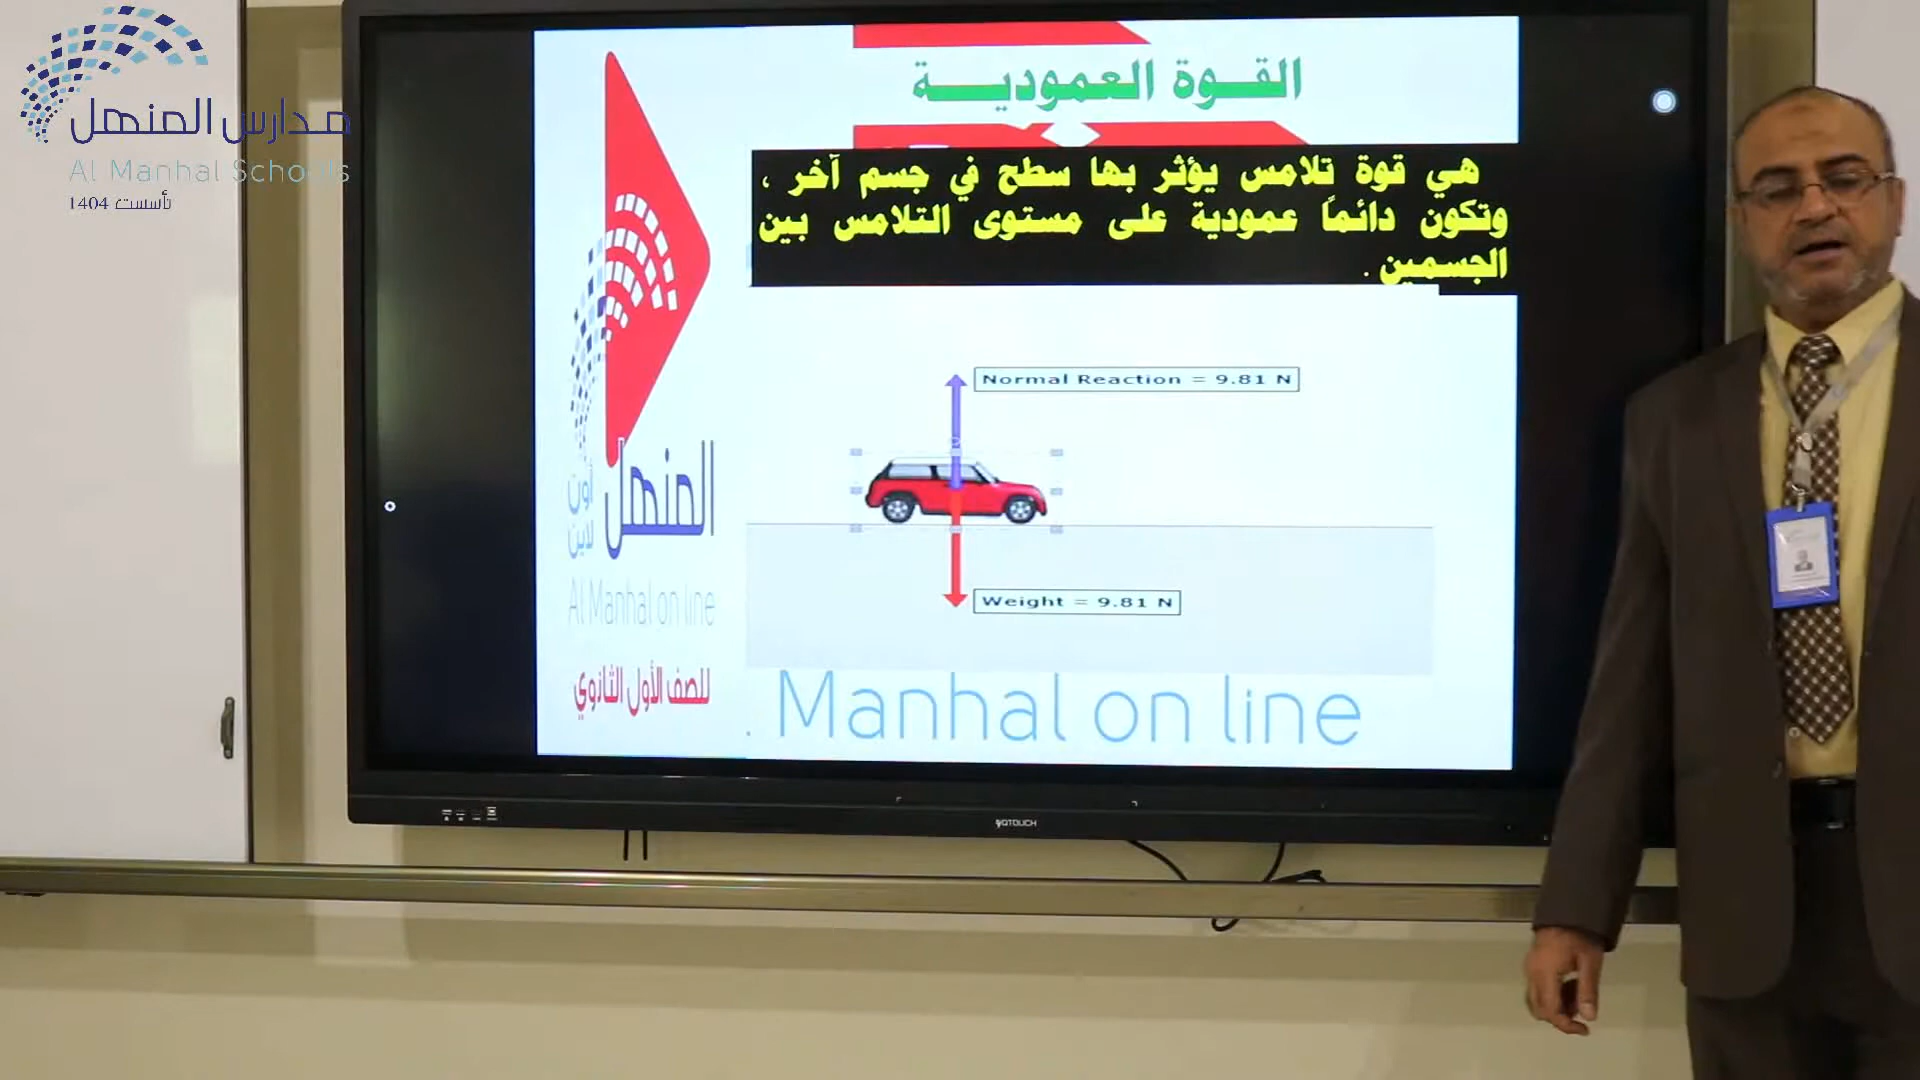 مدارس المنهل
Al Manhal Schools
تأسست 1404
القوة العمودية
هي قوة تلامس يؤثر بها سطح في جسم آخر ،
وتكون دائماً عمودية على مستوى التلامس بين
الجسمين .
Normal Reaction = 9.81 N
Weight = 9.81 N
المنهل
أون لاين
Al Manhal on line
للصف الأول الثانوي
Manhal on line .